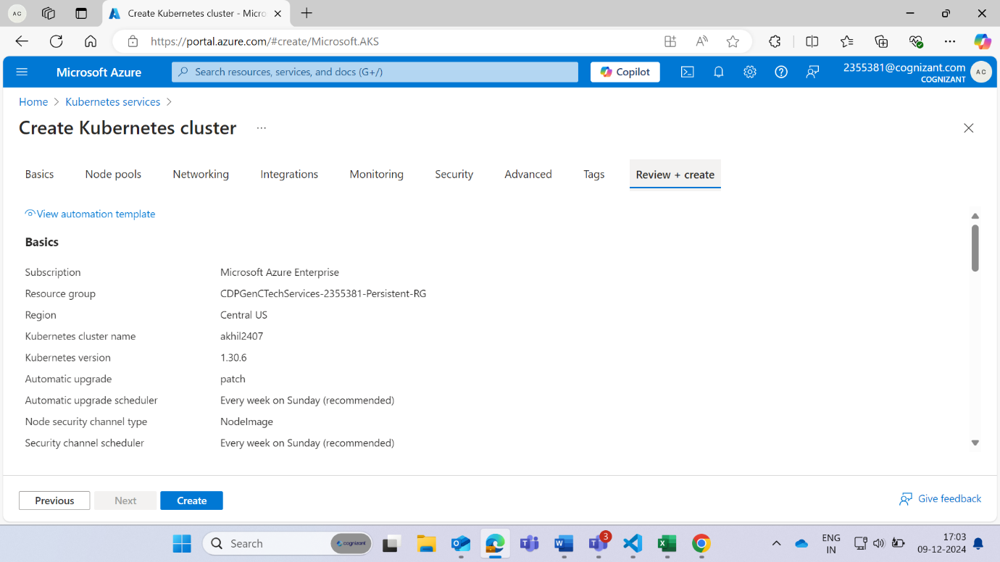 AC
Create Kubernetes cluster - Micro
https://portal.azure.com/#create/Microsoft.AKS
Microsoft Azure
Search resources, services, and docs (G+/)
Copilot
2355381@cognizant.com
COGNIZANT
AC
Home > Kubernetes services >
Create Kubernetes cluster ...
Basics Node pools Networking Integrations Monitoring Security Advanced Tags Review + create
View automation template
Basics
Subscription Microsoft Azure Enterprise
Resource group CDPGenCTechServices-2355381-Persistent-RG
Region Central US
Kubernetes cluster name akhil2407
Kubernetes version 1.30.6
Automatic upgrade patch
Automatic upgrade scheduler Every week on Sunday (recommended)
Node security channel type NodeImage
Security channel scheduler Every week on Sunday (recommended)
Previous Next Create
Give feedback
Search
cognizant
3
ENG
IN
17:03
09-12-2024